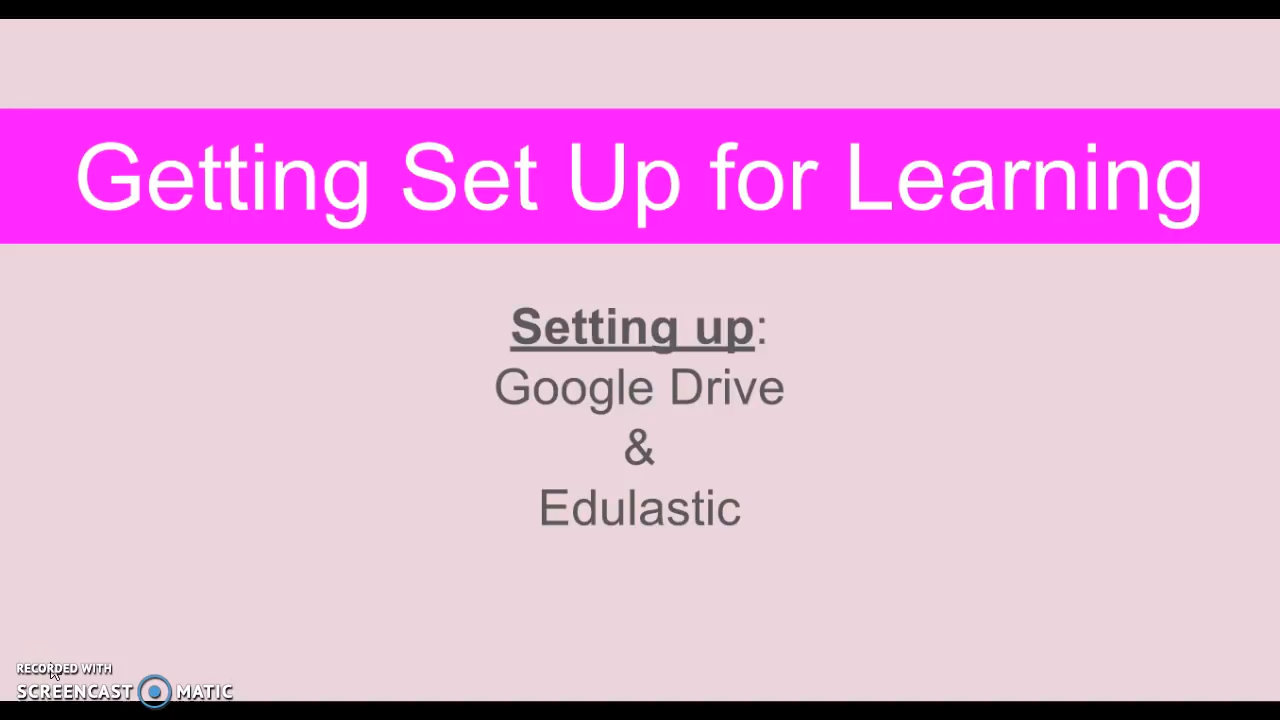 Getting Set Up for Learning
Setting up:
Google Drive
&
Edulastic
RECORDED WITH
SCREENCAST MATIC